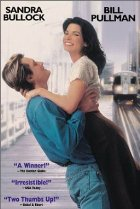 SANDRA BULLOCK
BILL PULLMAN
"A Winner!"
"Irresistible!"
"Two Thumbs Up!"